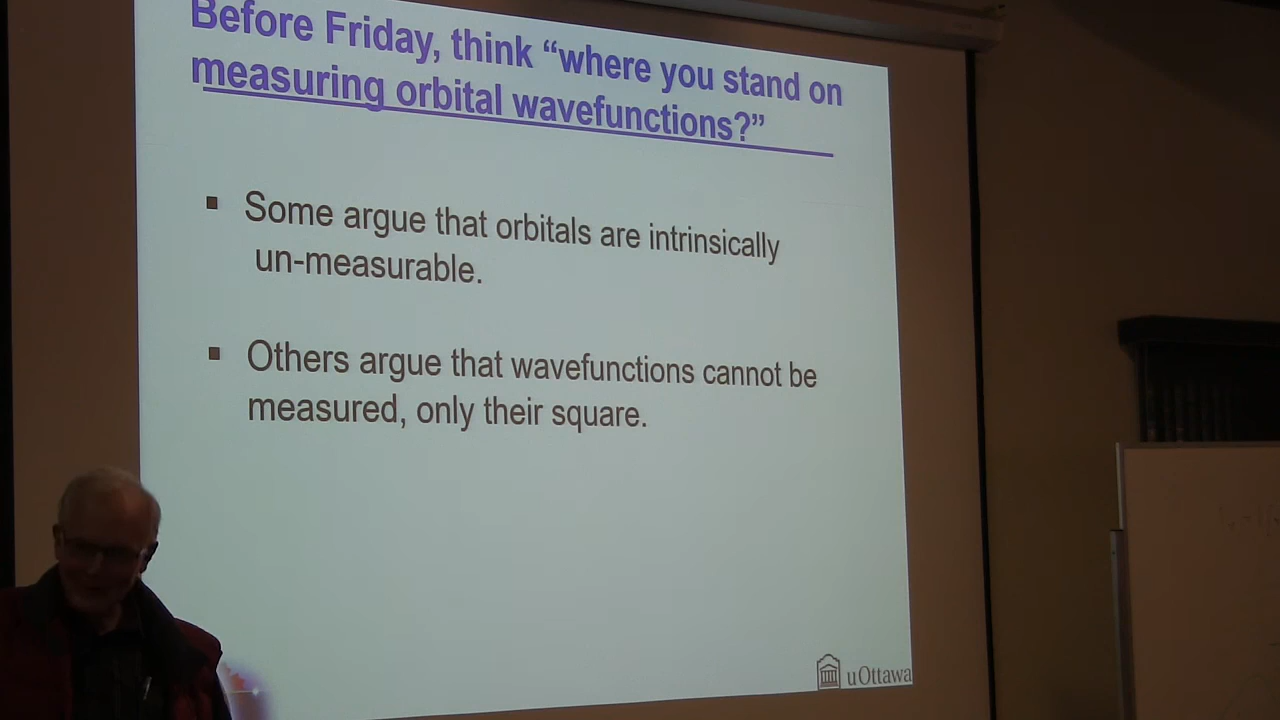 Before Friday, think “where you stand on
measuring orbital wavefunctions?”
Some argue that orbitals are intrinsically
un-measurable.
Others argue that wavefunctions cannot be
measured, only their square.
uOttawa